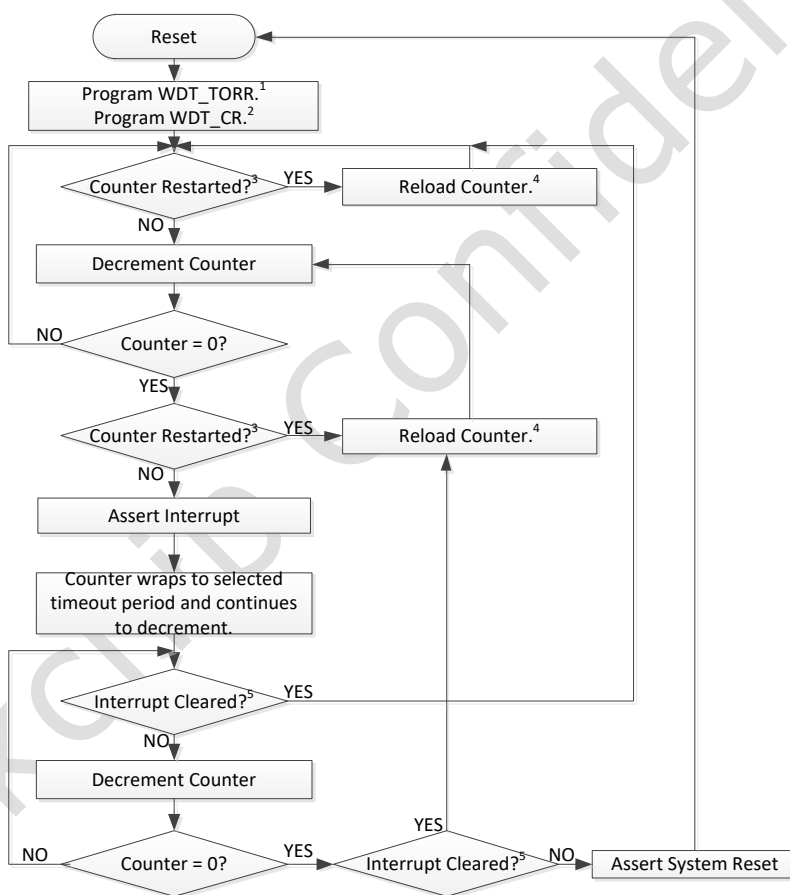 Reset
Program WDT_TORR.¹
Program WDT_CR.²
Counter Restarted?³
YES
Reload Counter.⁴
NO
Decrement Counter
NO
Counter = 0?
YES
Counter Restarted?³
YES
Reload Counter.⁴
NO
Assert Interrupt
Counter wraps to selected
timeout period and continues
to decrement.
Interrupt Cleared?⁵
YES
NO
Decrement Counter
YES
NO
Counter = 0?
YES
Interrupt Cleared?⁵
NO
Assert System Reset